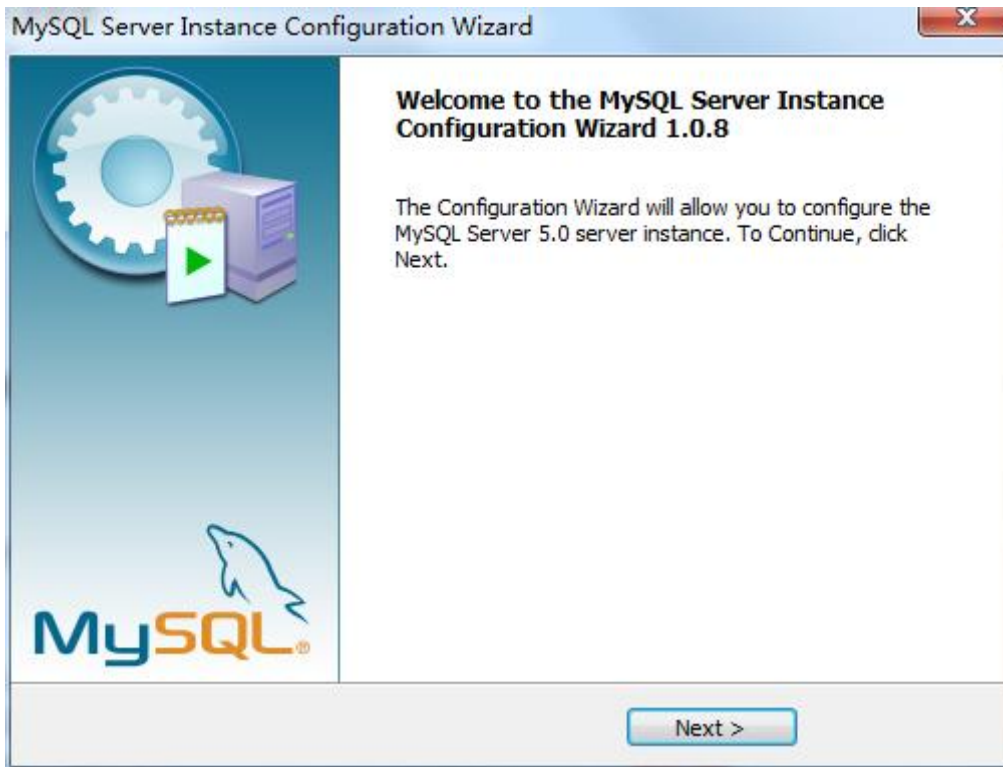 MySQL Server Instance Configuration Wizard
Welcome to the MySQL Server Instance
Configuration Wizard 1.0.8
The Configuration Wizard will allow you to configure the
MySQL Server 5.0 server instance. To Continue, click
Next.
MySQL®
Next >